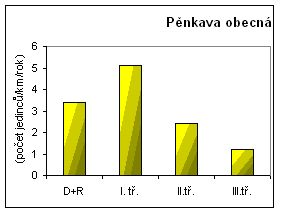 Pěnkava obecná
(počet jedinců/km/rok)
6
5
4
3
2
1
0
D+R I. tř. II.tř. III.tř.